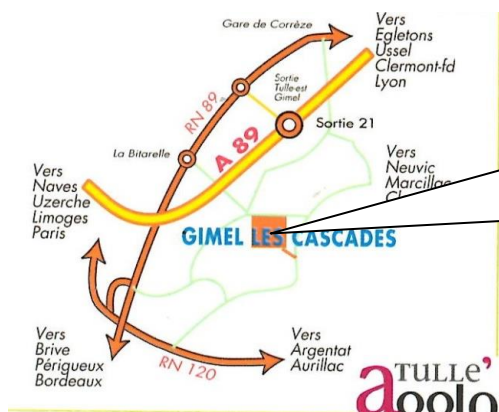 Gare de Corrèze
Vers
Egletons
Ussel
Clermont-fd
Lyon
Sortie
Tulle-est
Gimel
RN 89
Sortie 21
A 89
La Bitarelle
Vers
Naves
Uzerche
Limoges
Paris
Vers
Neuvic
Marcillac
GIMEL LES CASCADES
Vers
Brive
Périgueux
Bordeaux
RN 120
Vers
Argentat
Aurillac
TULLE'